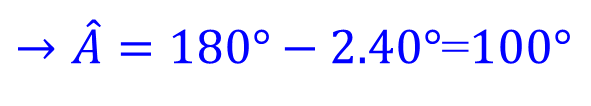 → Â = 180° − 2.40°=100°